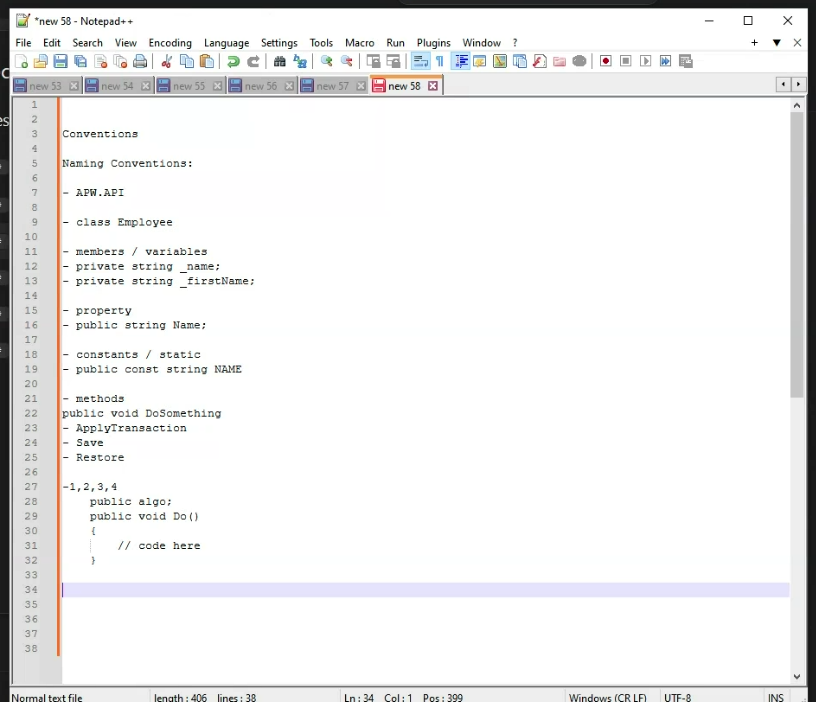 *new 58 - Notepad++
File Edit Search View Encoding Language Settings Tools Macro Run Plugins Window ?
new 53 new 54 new 55 new 56 new 57 new 58
1
2
3 Conventions
4
5 Naming Conventions:
6
7 - APW.API
8
9 - class Employee
10
11 - members / variables
12 - private string _name;
13 - private string _firstName;
14
15 - property
16 - public string Name;
17
18 - constants / static
19 - public const string NAME
20
21 - methods
22 public void DoSomething
23 - ApplyTransaction
24 - Save
25 - Restore
26
27 -1,2,3,4
28 public algo;
29 public void Do()
30 {
31 // code here
32 }
33
34
35
36
37
38
Normal text file length : 406 lines : 38 Ln : 34 Col : 1 Pos : 399 Windows (CR LF) UTF-8 INS